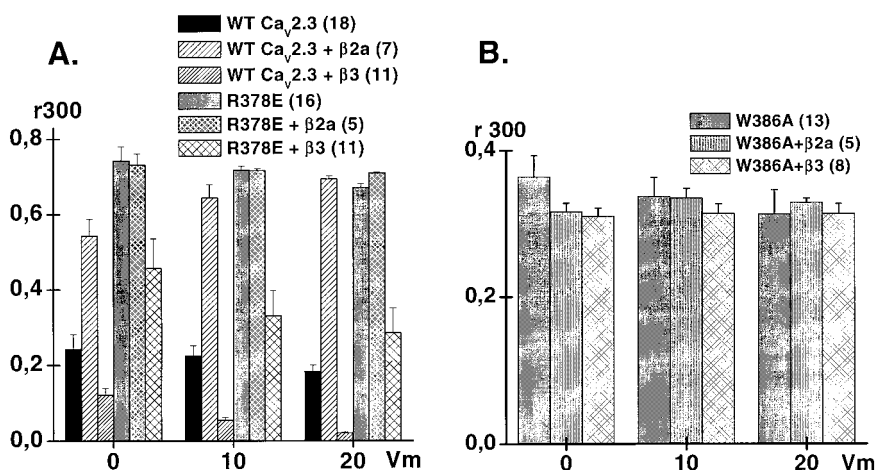 A.
r300
WT Cav2.3 (18)
WT Cav2.3 + β2a (7)
WT Cav2.3 + β3 (11)
R378E (16)
R378E + β2a (5)
R378E + β3 (11)
0,8
0,6
0,4
0,2
0,0
0 10 20 Vm
B.
r 300
W386A (13)
W386A+β2a (5)
W386A+β3 (8)
0,4
0,2
0,0
0 10 20 Vm